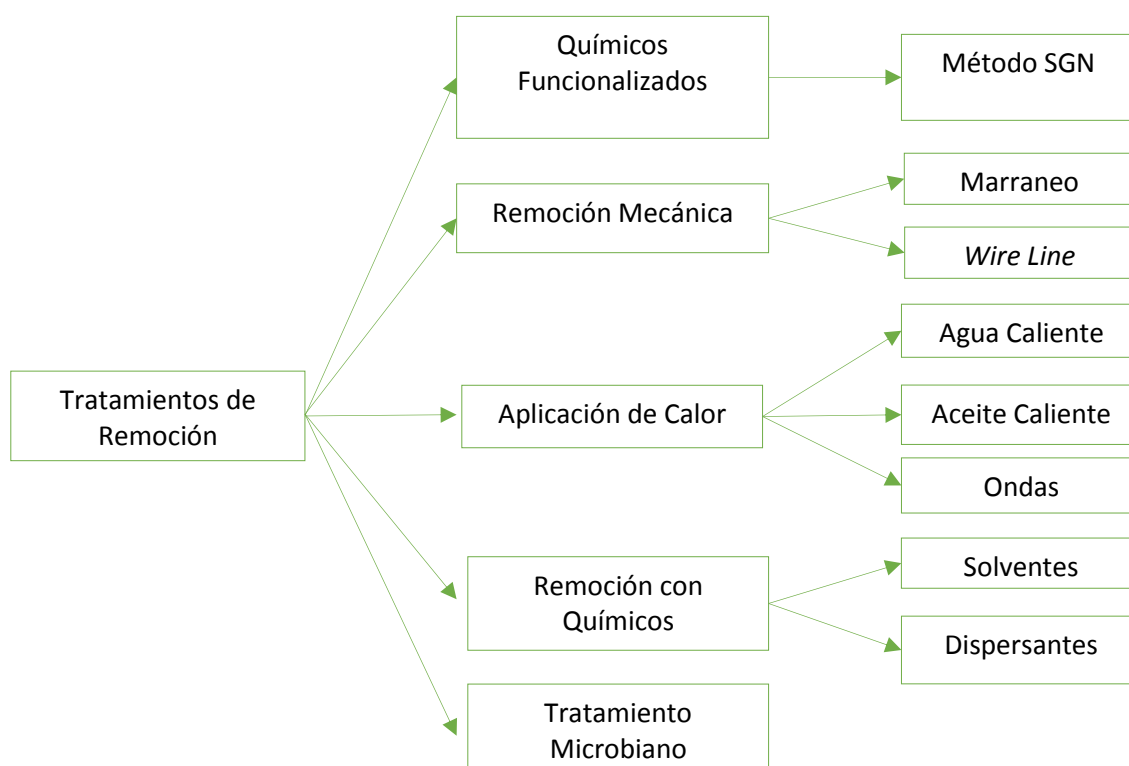 Químicos
Funcionalizados
Método SGN
Remoción Mecánica
Marraneo
Wire Line
Tratamientos de
Remoción
Aplicación de Calor
Agua Caliente
Aceite Caliente
Ondas
Remoción con
Químicos
Solventes
Dispersantes
Tratamiento
Microbiano